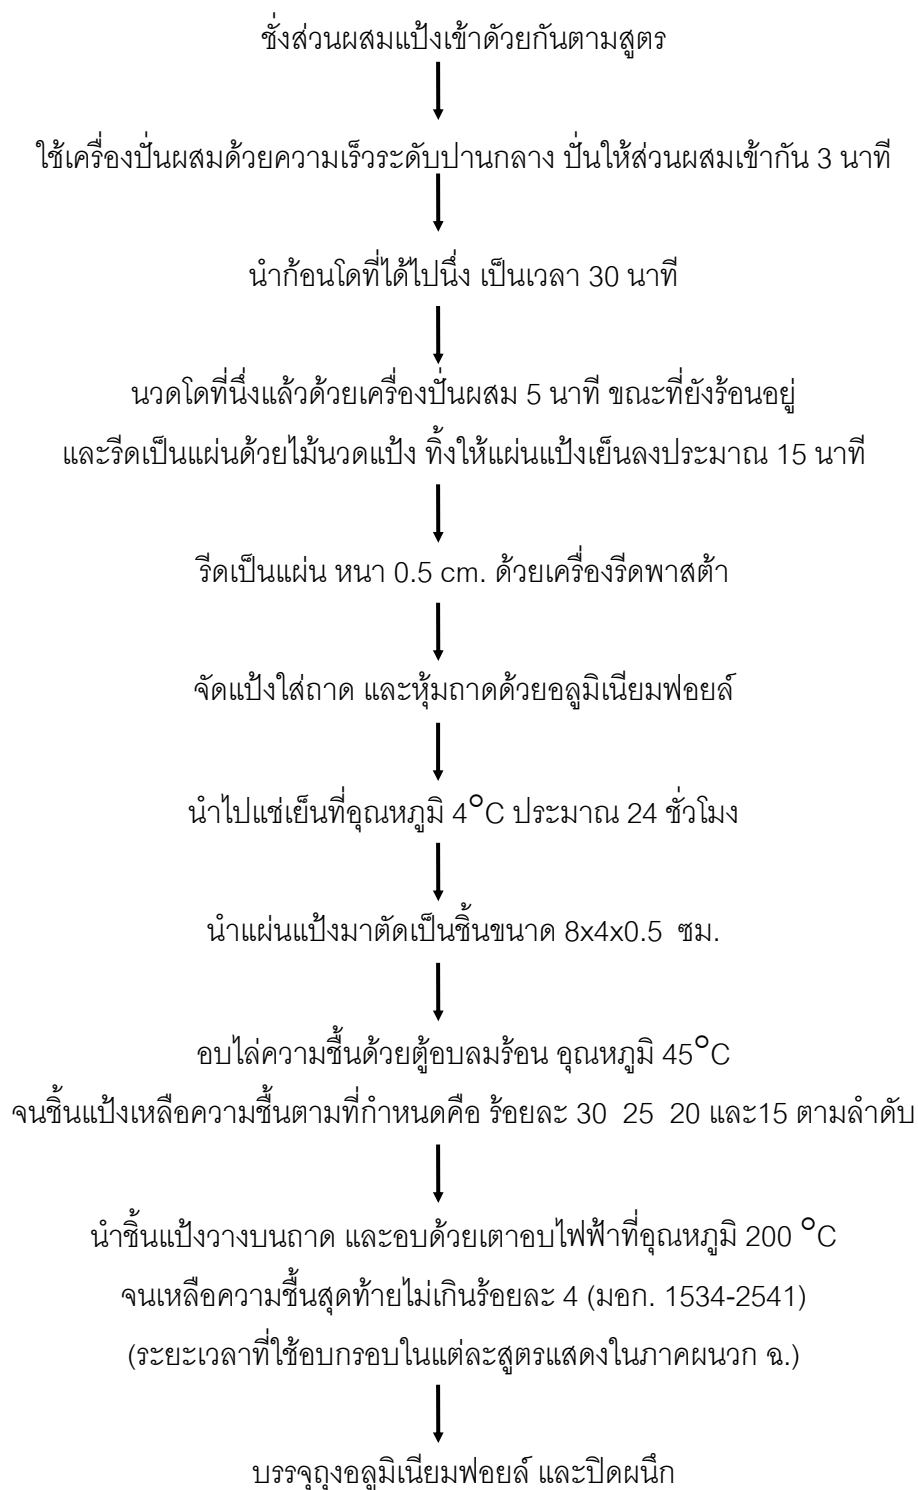 ชั่งส่วนผสมแป้งเข้าด้วยกันตามสูตร
ใช้เครื่องปั่นผสมด้วยความเร็วระดับปานกลาง ปั่นให้ส่วนผสมเข้ากัน 3 นาที
นำก้อนโดที่ได้ไปนึ่ง เป็นเวลา 30 นาที
นวดโดที่นึ่งแล้วด้วยเครื่องปั่นผสม 5 นาที ขณะที่ยังร้อนอยู่
และรีดเป็นแผ่นด้วยไม้นวดแป้ง ทิ้งให้แผ่นแป้งเย็นลงประมาณ 15 นาที
รีดเป็นแผ่น หนา 0.5 cm. ด้วยเครื่องรีดพาสต้า
จัดแป้งใส่ถาด และหุ้มถาดด้วยอลูมิเนียมฟอยล์
นำไปแช่เย็นที่อุณหภูมิ 4°C ประมาณ 24 ชั่วโมง
นำแผ่นแป้งมาตัดเป็นชิ้นขนาด 8x4x0.5 ซม.
อบไล่ความชื้นด้วยตู้อบลมร้อน อุณหภูมิ 45°C
จนชิ้นแป้งเหลือความชื้นตามที่กำหนดคือ ร้อยละ 30 25 20 และ15 ตามลำดับ
นำชิ้นแป้งวางบนถาด และอบด้วยเตาอบไฟฟ้าที่อุณหภูมิ 200 °C
จนเหลือความชื้นสุดท้ายไม่เกินร้อยละ 4 (มอก. 1534-2541)
(ระยะเวลาที่ใช้อบกรอบในแต่ละสูตรแสดงในภาคผนวก ฉ.)
บรรจุถุงอลูมิเนียมฟอยล์ และปิดผนึก